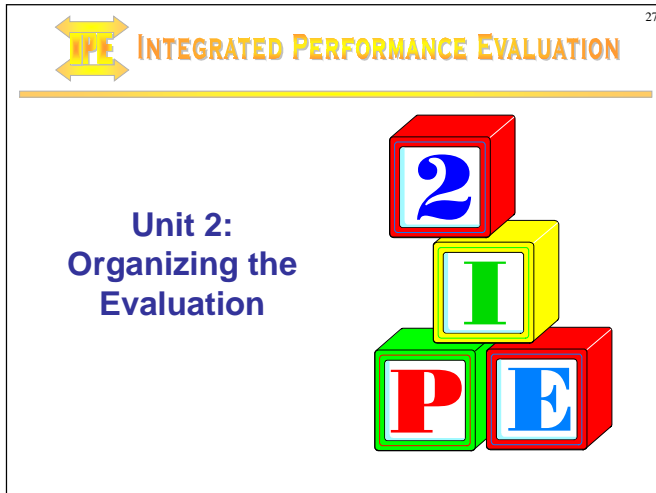 27
IPE INTEGRATED PERFORMANCE EVALUATION
Unit 2:
Organizing the
Evaluation
2
I
P E